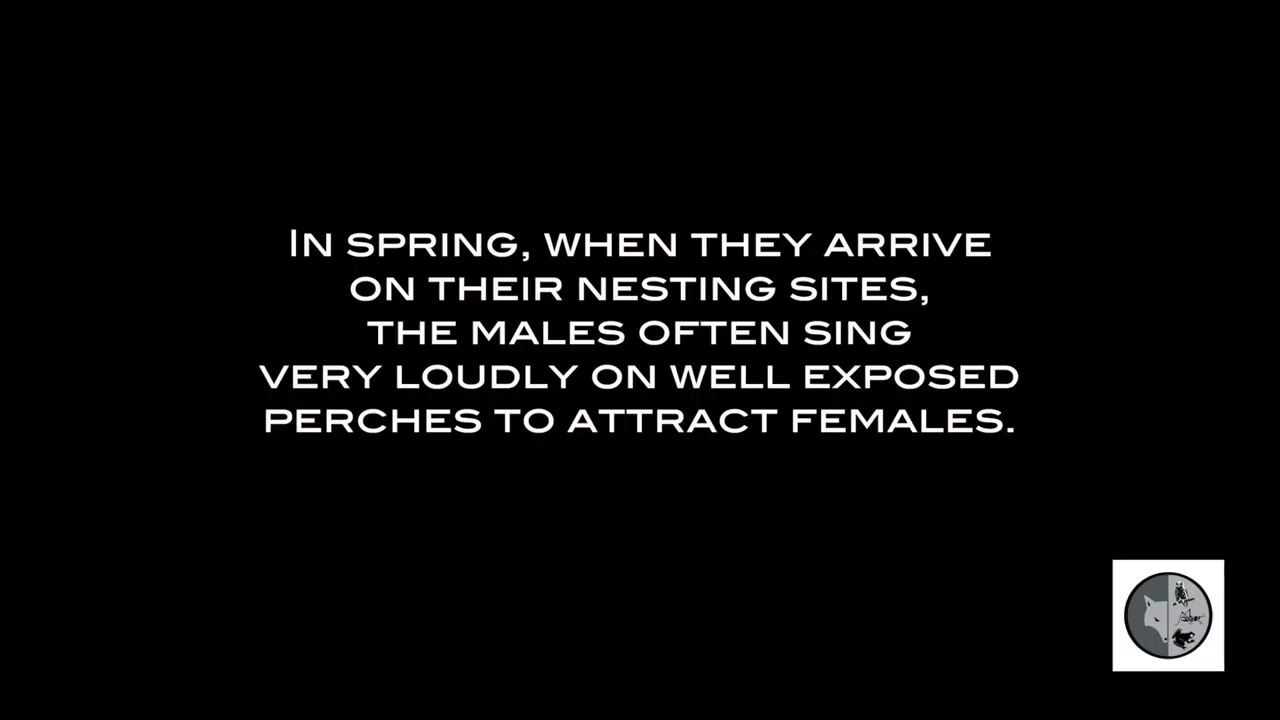 In spring, when they arrive
on their nesting sites,
the males often sing
very loudly on well exposed
perches to attract females.